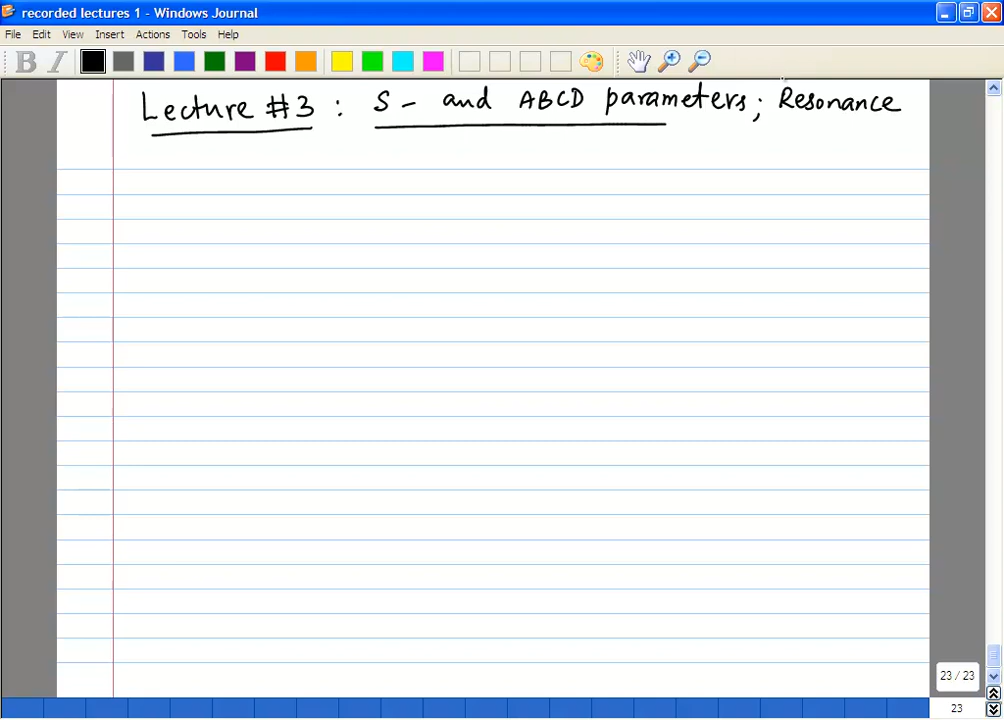 recorded lectures 1 - Windows Journal
File Edit View Insert Actions Tools Help
B I
Lecture #3 : S - and ABCD parameters; Resonance
23 / 23
23